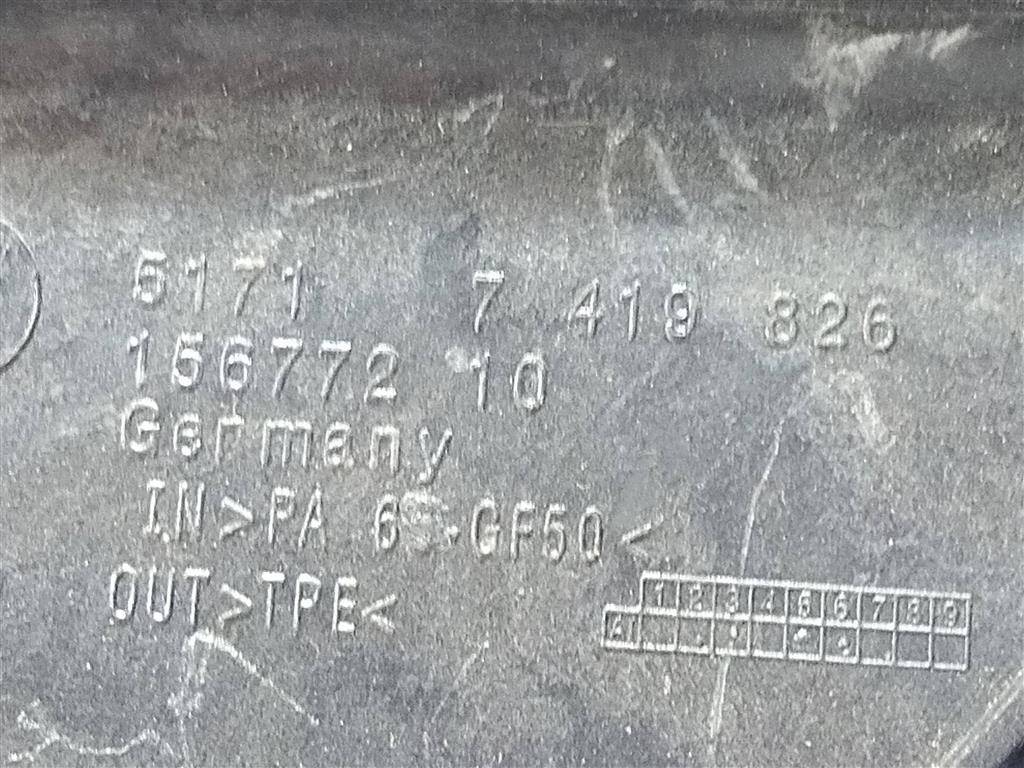 5171 7 419 826
156772 10
Germany
IN>PA 6 -GF50<
OUT>TPE<
1 2 3 4 5 6 7 8 9
A